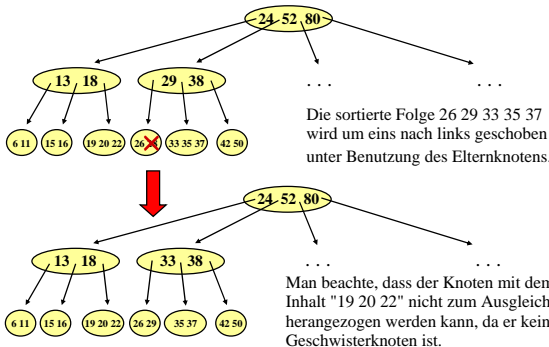 24 52 80
13 18
29 38
. . .
. . .
6 11
15 16
19 20 22
26
33 35 37
42 50
Die sortierte Folge 26 29 33 35 37
wird um eins nach links geschoben
unter Benutzung des Elternknotens.
24 52 80
13 18
33 38
. . .
. . .
6 11
15 16
19 20 22
26 29
35 37
42 50
Man beachte, dass der Knoten mit dem
Inhalt "19 20 22" nicht zum Ausgleich
herangezogen werden kann, da er kein
Geschwisterknoten ist.